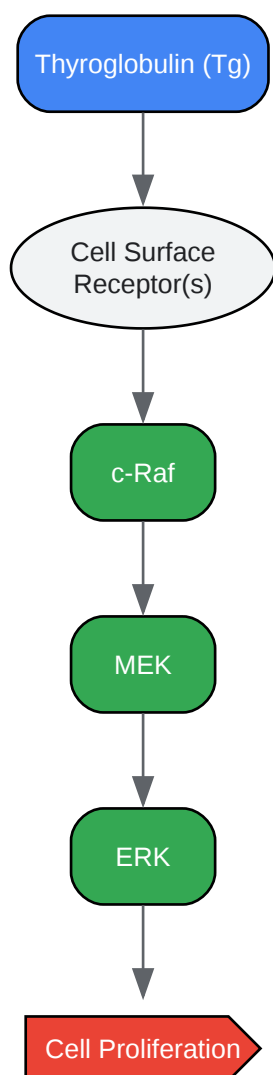 Thyroglobulin (Tg)
Cell Surface
Receptor(s)
c-Raf
MEK
ERK
Cell Proliferation